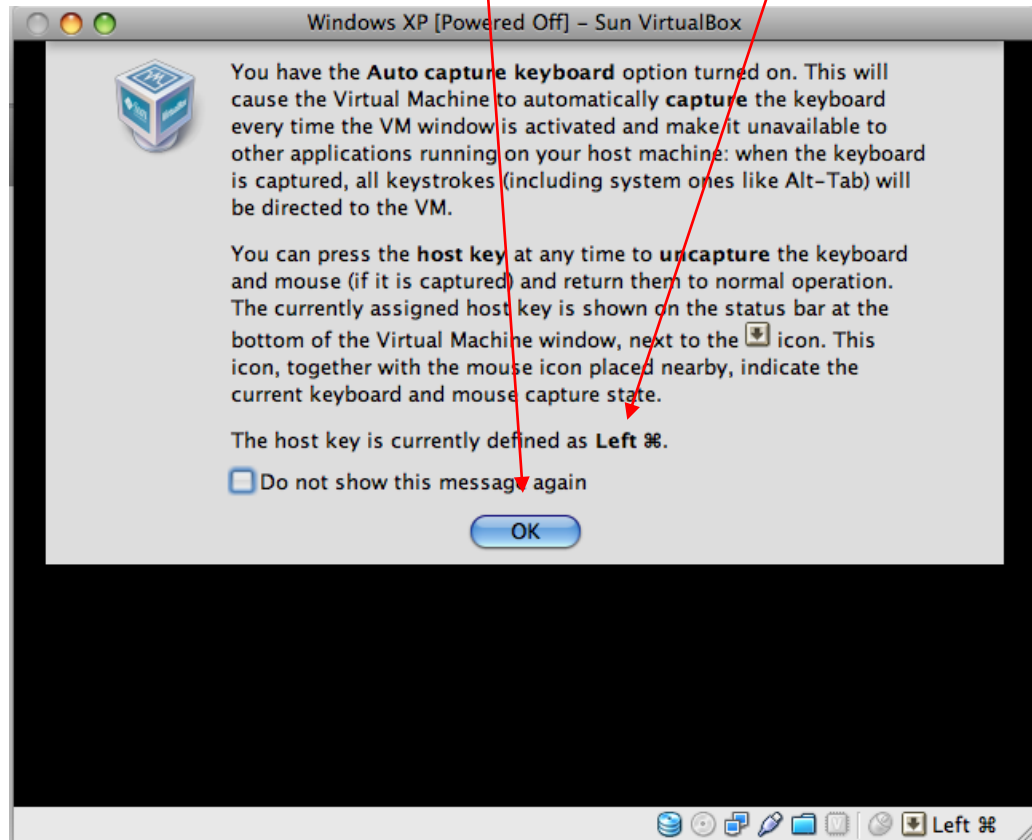 Windows XP [Powered Off] – Sun VirtualBox
You have the Auto capture keyboard option turned on. This will
cause the Virtual Machine to automatically capture the keyboard
every time the VM window is activated and make it unavailable to
other applications running on your host machine: when the keyboard
is captured, all keystrokes (including system ones like Alt-Tab) will
be directed to the VM.
You can press the host key at any time to uncapture the keyboard
and mouse (if it is captured) and return them to normal operation.
The currently assigned host key is shown on the status bar at the
bottom of the Virtual Machine window, next to the icon. This
icon, together with the mouse icon placed nearby, indicate the
current keyboard and mouse capture state.
The host key is currently defined as Left ⌘.
Do not show this message again
OK
Left ⌘